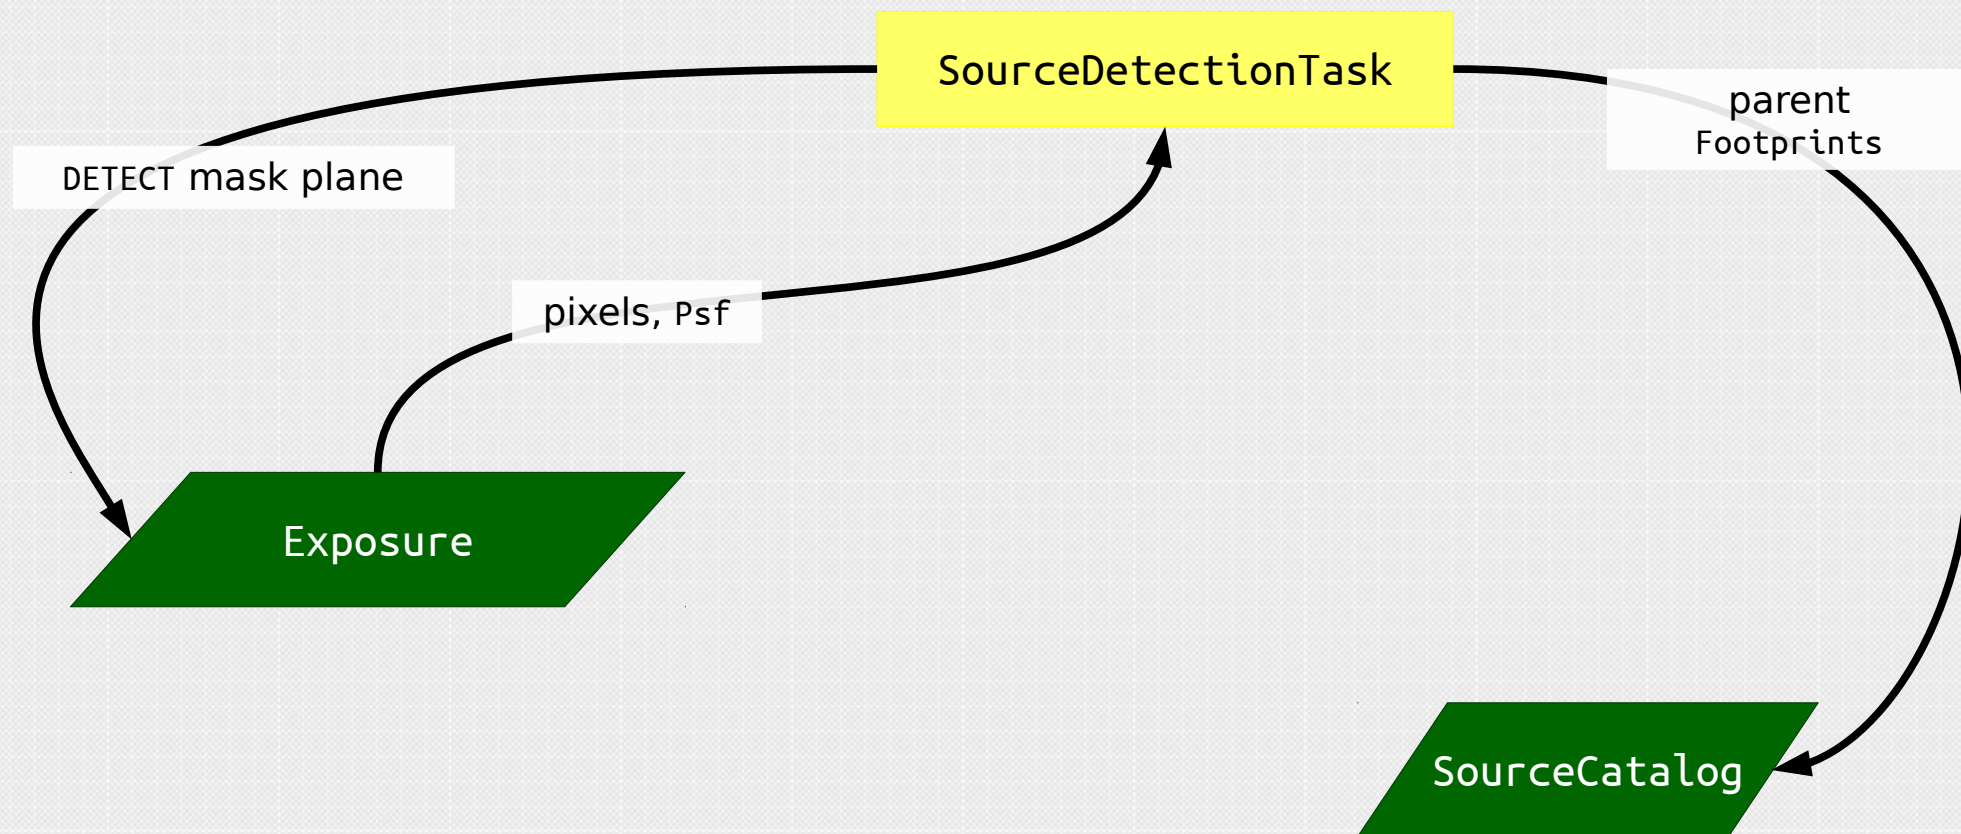 SourceDetectionTask
parent
Footprints
DETECT mask plane
pixels, Psf
Exposure
SourceCatalog